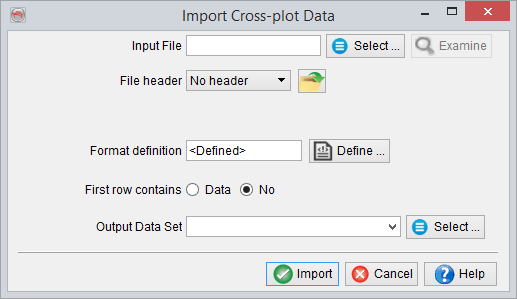 Import Cross-plot Data
Input File Select ... Examine
File header No header
Format definition <Defined> Define ...
First row contains Data No
Output Data Set Select ...
Import Cancel Help